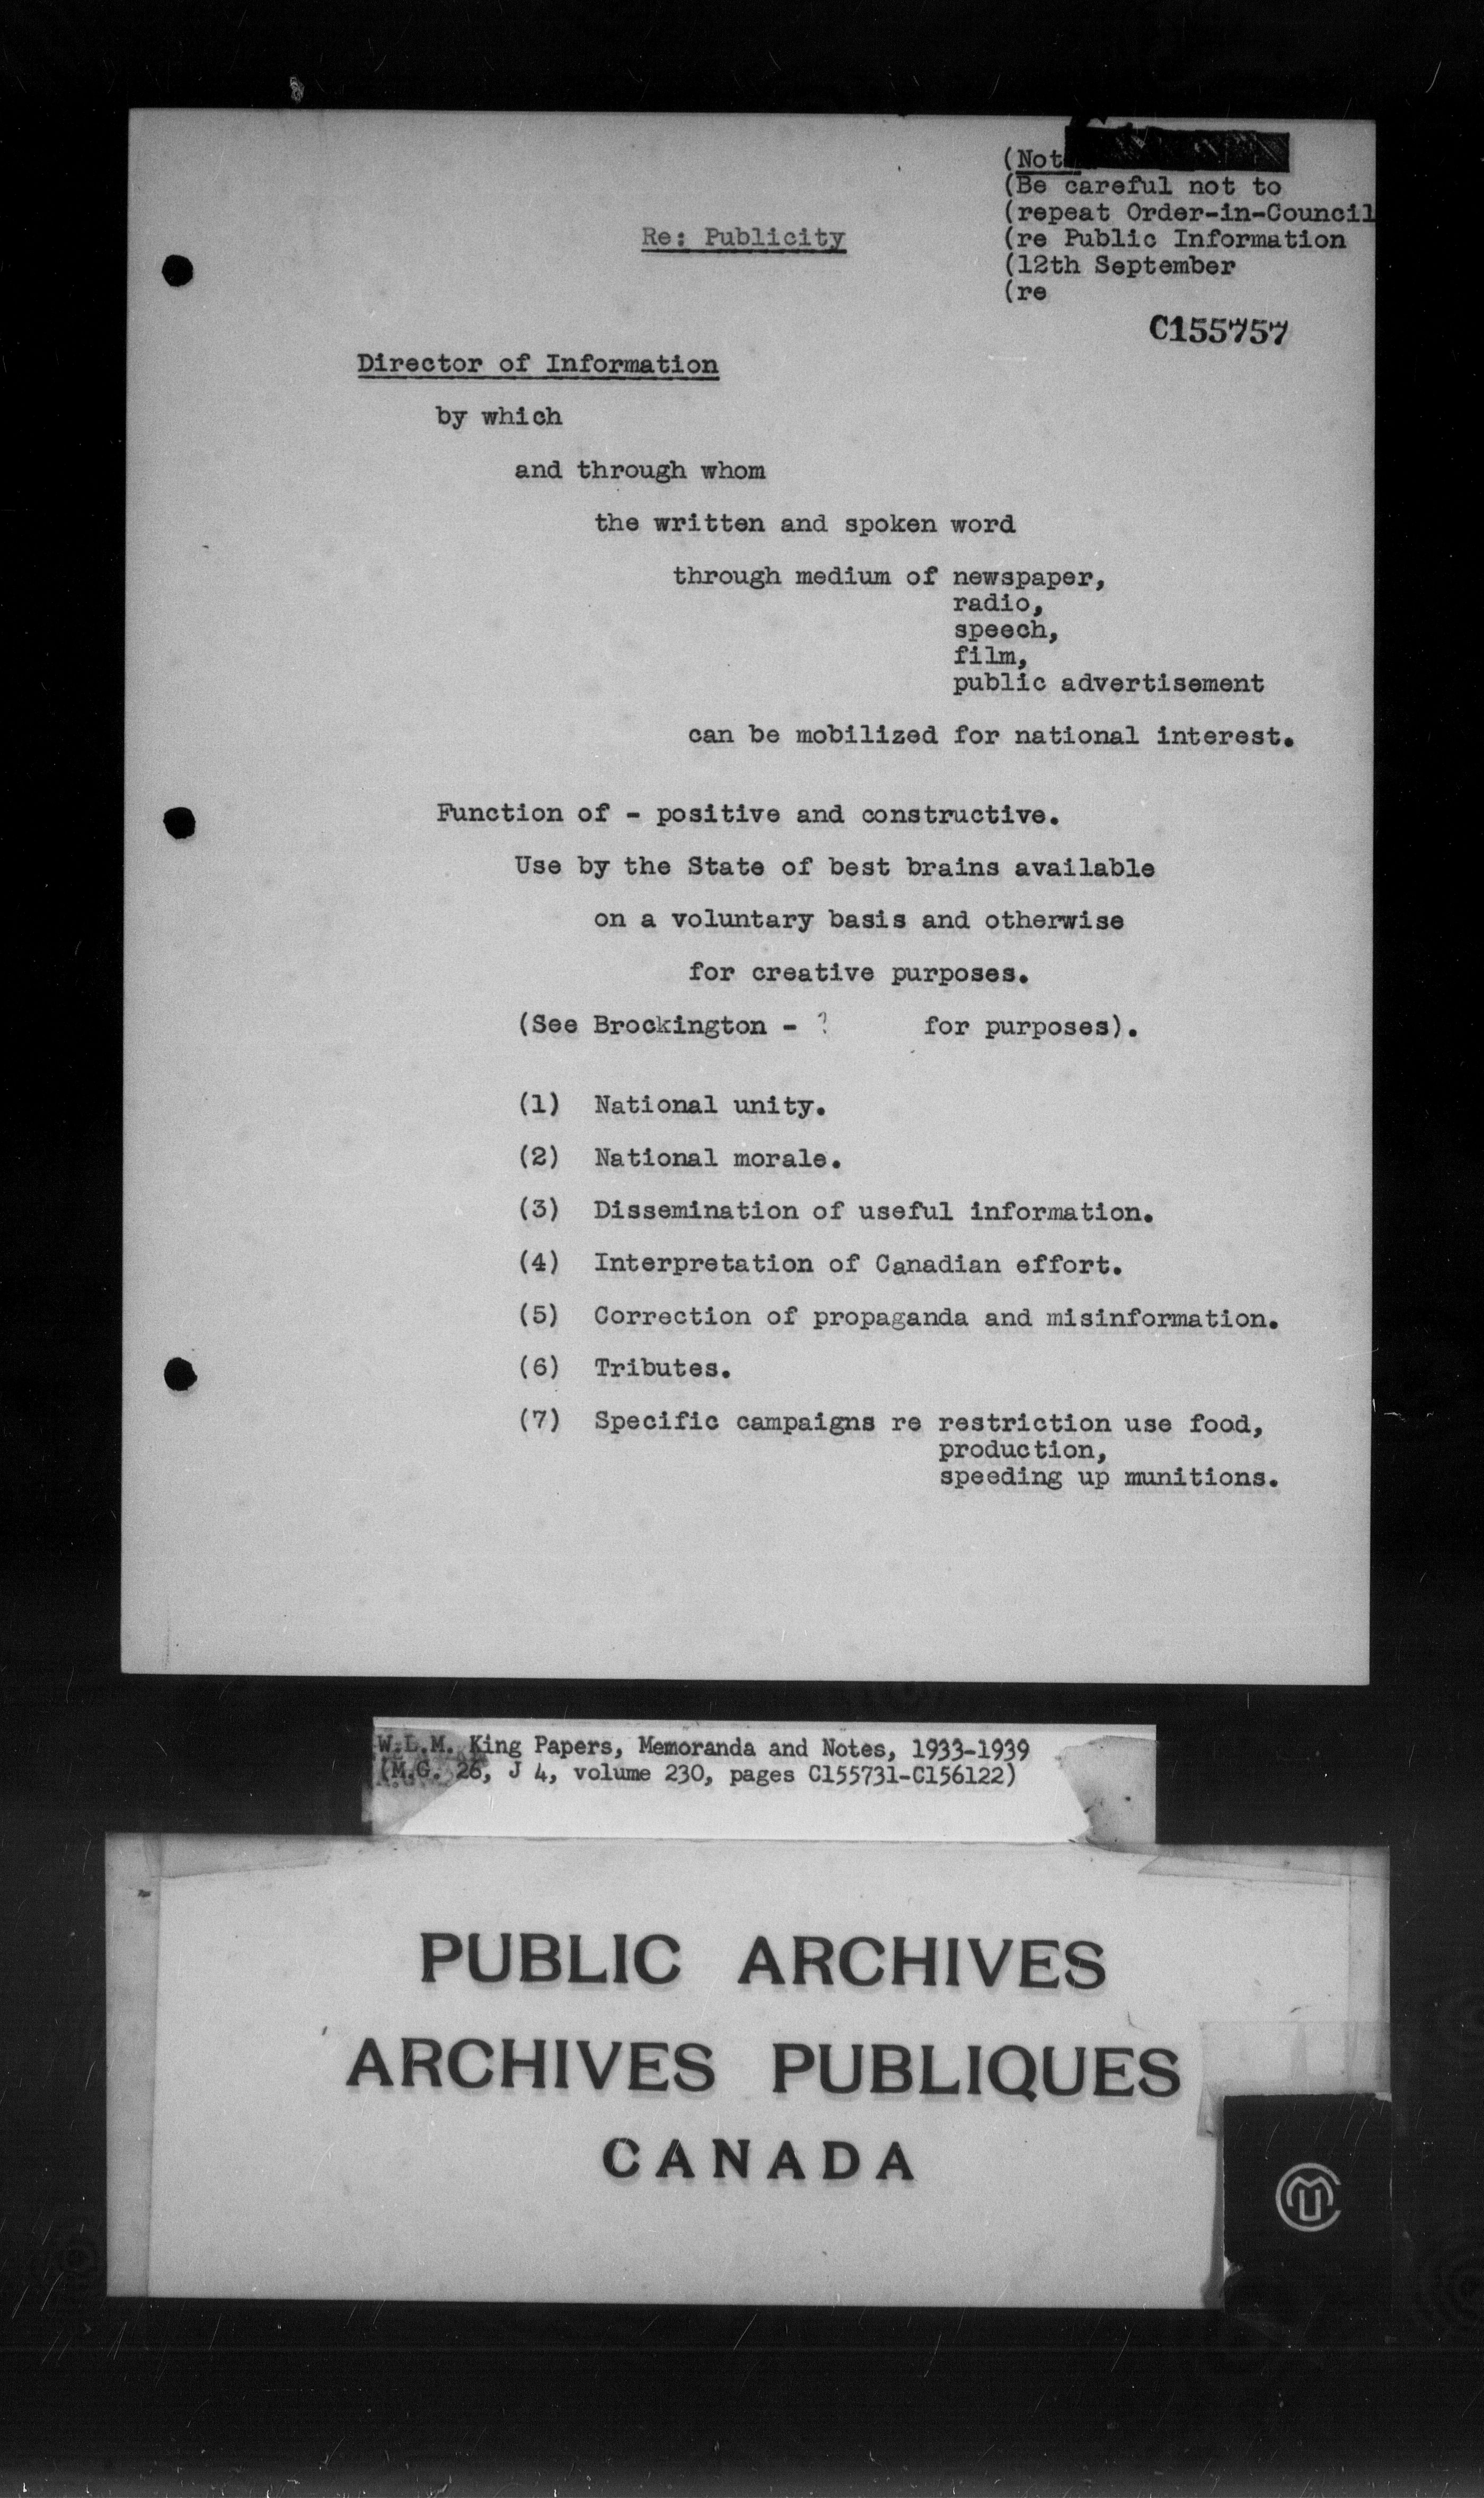 (Not
(Be careful not to
(repeat Order-in-Council
Re: Publicity
(re Public Information
(12th September
(re
C155757
Director of Information
by which
and through whom
the written and spoken word
through medium of newspaper,
radio,
speech,
film,
public advertisement
can be mobilized for national interest.
Function of - positive and constructive.
Use by the State of best brains available
on a voluntary basis and otherwise
for creative purposes.
(See Brockington - ? for purposes).
(1) National unity.
(2) National morale.
(3) Dissemination of useful information.
(4) Interpretation of Canadian effort.
(5) Correction of propaganda and misinformation.
(6) Tributes.
(7) Specific campaigns re restriction use food,
production,
speeding up munitions.
W.L.M. King Papers, Memoranda and Notes, 1933-1939
(M.G. 26, J 4, volume 230, pages C155731-C156122)
PUBLIC ARCHIVES
ARCHIVES PUBLIQUES
CANADA